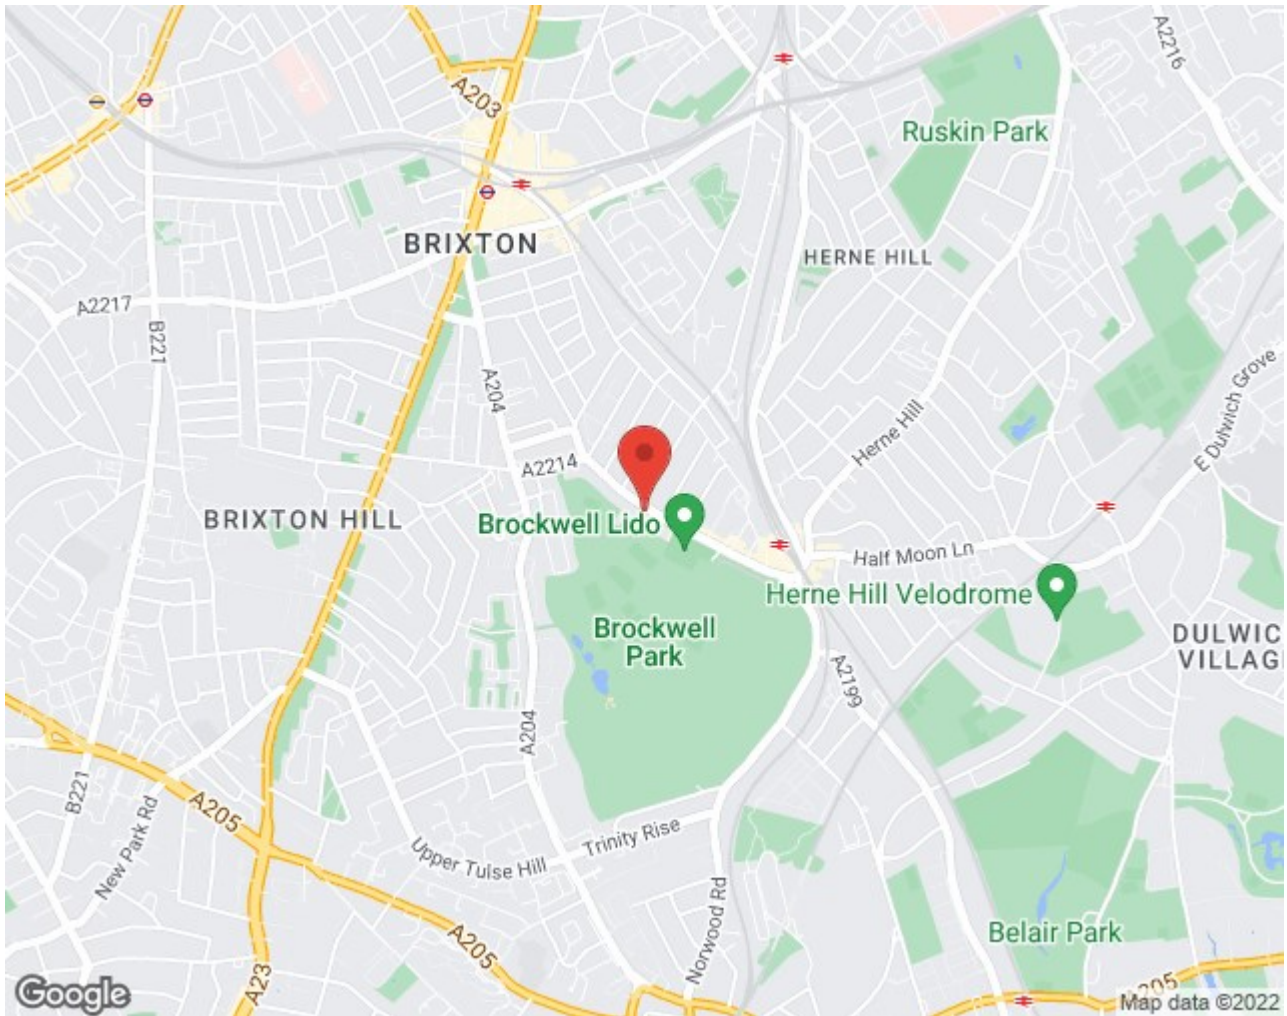 A2216
A203
Ruskin Park
BRIXTON
HERNE HILL
A2217
B221
A204
E Dulwich Grove
Herne Hill
A2214
BRIXTON HILL
Brockwell Lido
Half Moon Ln
Herne Hill Velodrome
Brockwell
Park
DULWIC
VILLAG
A2199
A204
B221
A205
New Park Rd
Trinity Rise
Upper Tulse Hill
Norwood Rd
A205
Belair Park
A23
A205
Google
Map data ©2022